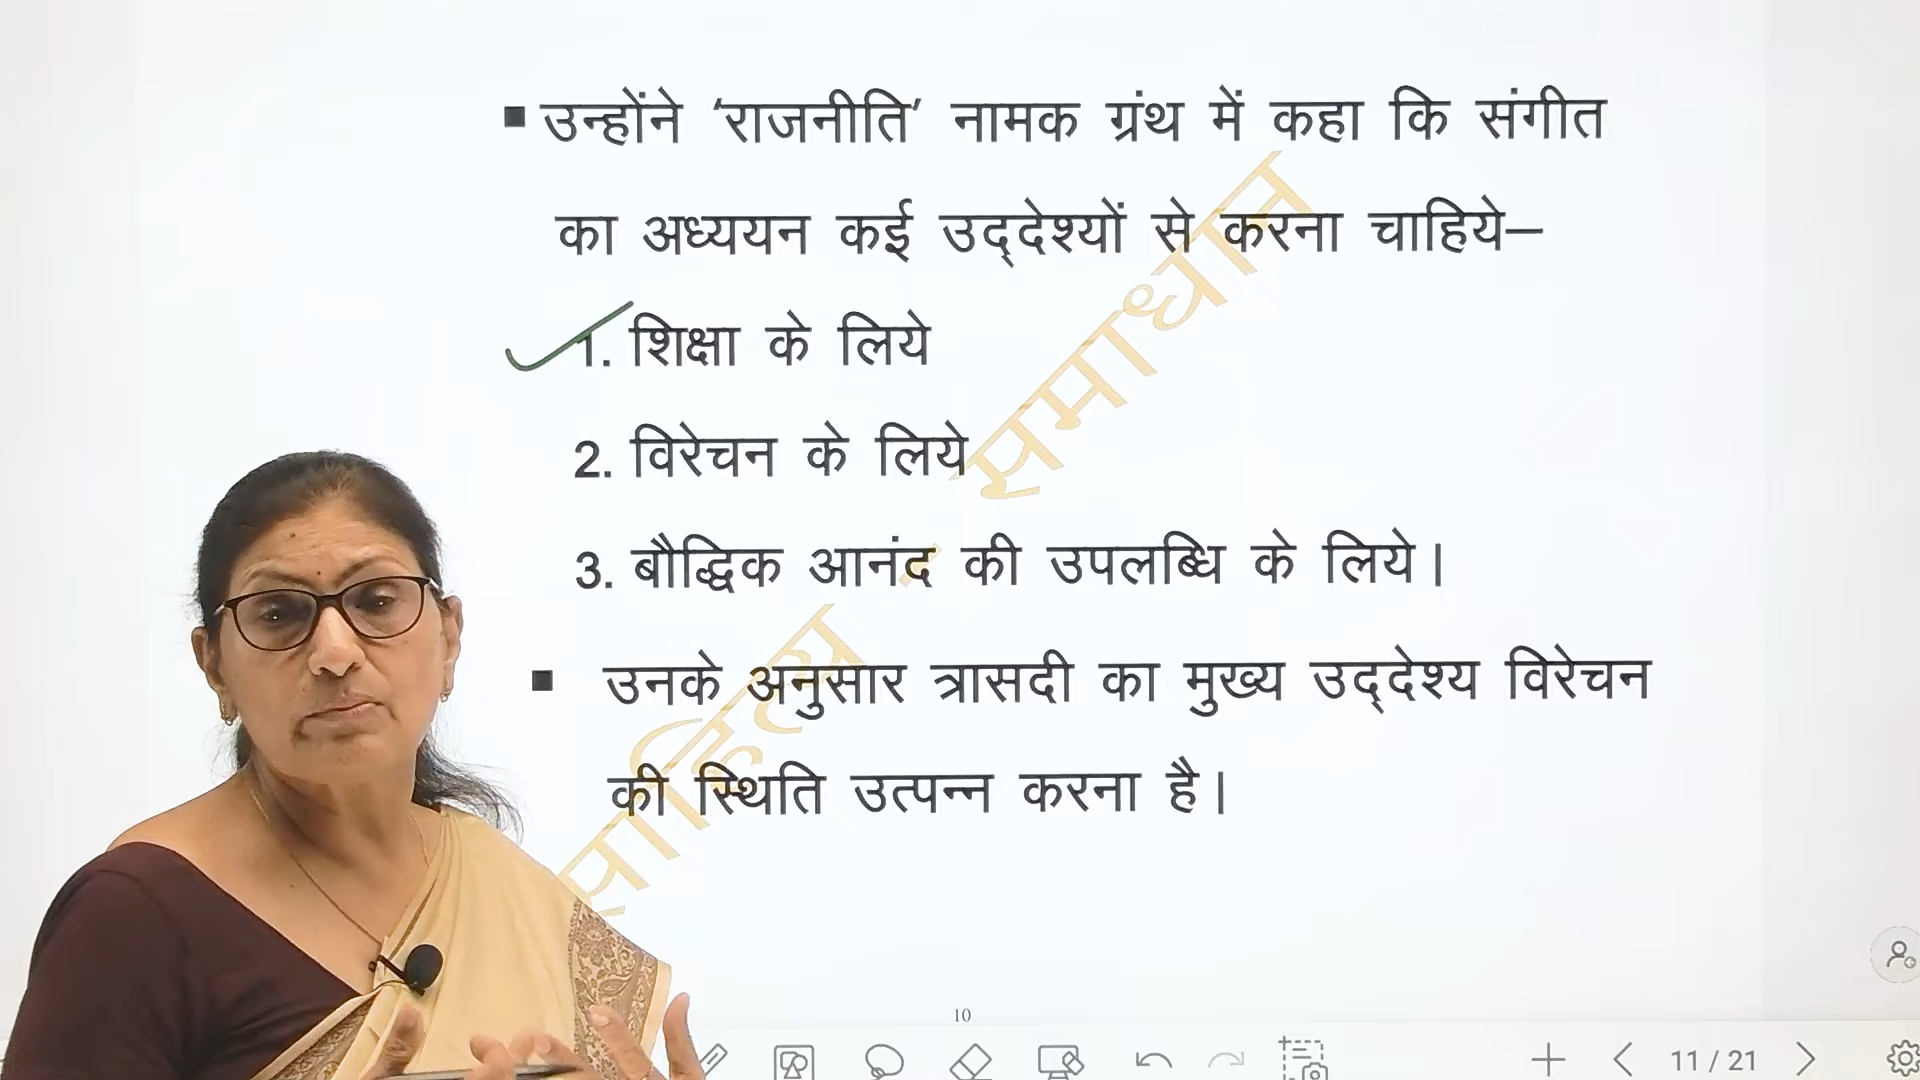 ▪ उन्होंने ‘राजनीति’ नामक ग्रंथ में कहा कि संगीत
का अध्ययन कई उद्‌देश्यों से करना चाहिये–
1. शिक्षा के लिये
2. विरेचन के लिये
3. बौद्धिक आनंद की उपलब्धि के लिये।
▪ उनके अनुसार त्रासदी का मुख्य उद्‌देश्य विरेचन
की स्थिति उत्पन्न करना है।
साहित्य - समाधान
10
11 / 21